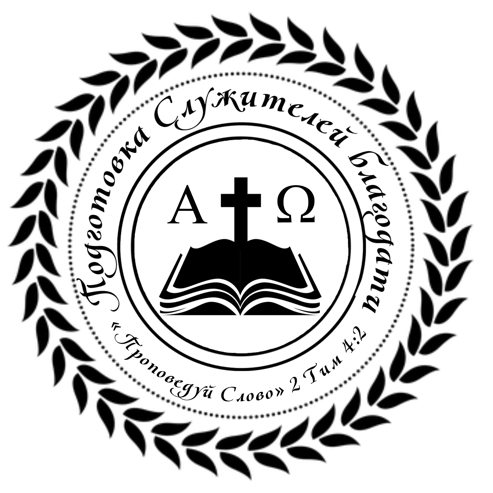 Подготовка Служителей Благодати
Α Ω
«Проповедуй Слово» 2 Тим 4:2